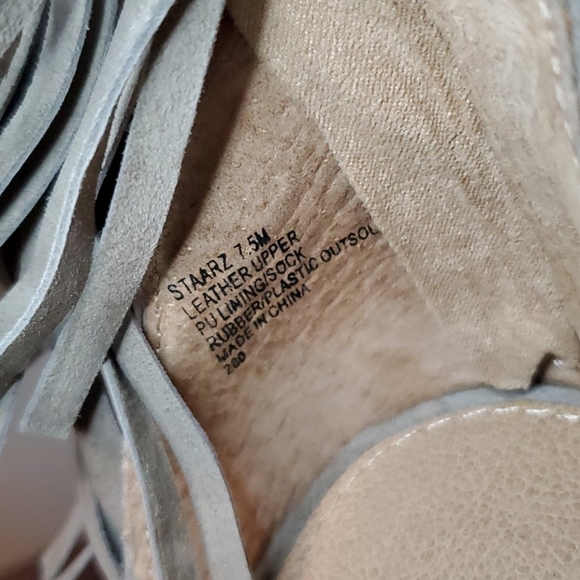 STAARZ 7.5M
LEATHER UPPER
PU LINING/SOCK
RUBBER/PLASTIC OUTSOL
MADE IN CHINA